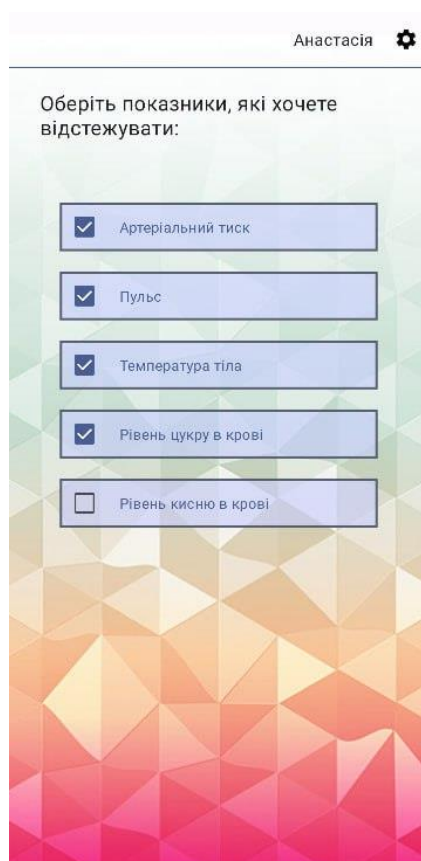 Анастасія
Оберіть показники, які хочете
відстежувати:
Артеріальний тиск
Пульс
Температура тіла
Рівень цукру в крові
Рівень кисню в крові